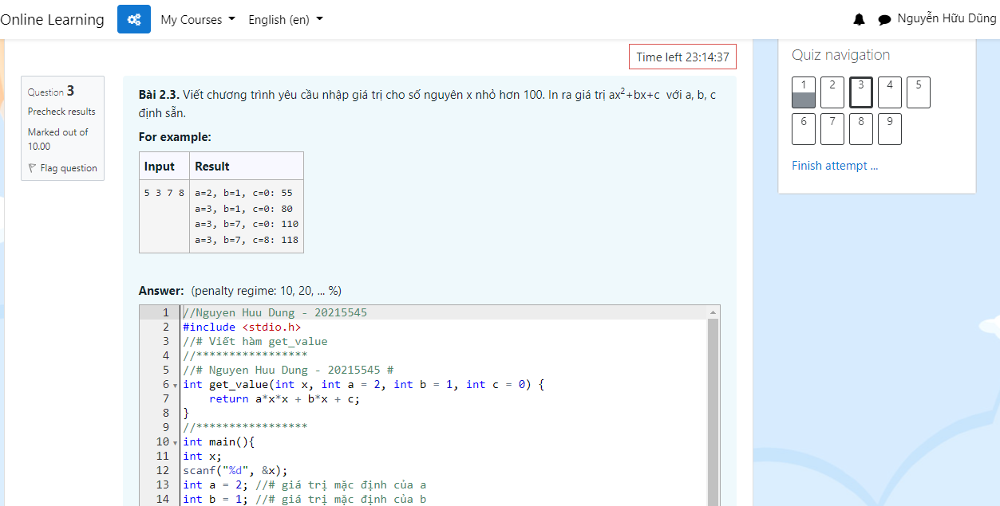 Online Learning My Courses English (en) Nguyễn Hữu Dũng
Time left 23:14:37
Question 3
Precheck results
Marked out of
10.00
Flag question
Bài 2.3. Viết chương trình yêu cầu nhập giá trị cho số nguyên x nhỏ hơn 100. In ra giá trị ax²+bx+c với a, b, c
định sẵn.
For example:
Input Result
5 3 7 8 a=2, b=1, c=0: 55
a=3, b=1, c=0: 80
a=3, b=7, c=0: 110
a=3, b=7, c=8: 118
Answer: (penalty regime: 10, 20, ... %)
1 //Nguyen Huu Dung - 20215545
2 #include <stdio.h>
3 //# Viết hàm get_value
4 //*****************
5 //# Nguyen Huu Dung - 20215545 #
6 int get_value(int x, int a = 2, int b = 1, int c = 0) {
7 return a*x*x + b*x + c;
8 }
9 //*****************
10 int main(){
11 int x;
12 scanf("%d", &x);
13 int a = 2; //# giá trị mặc định của a
14 int b = 1; //# giá trị mặc định của b
Quiz navigation
1 2 3 4 5
6 7 8 9
Finish attempt ...